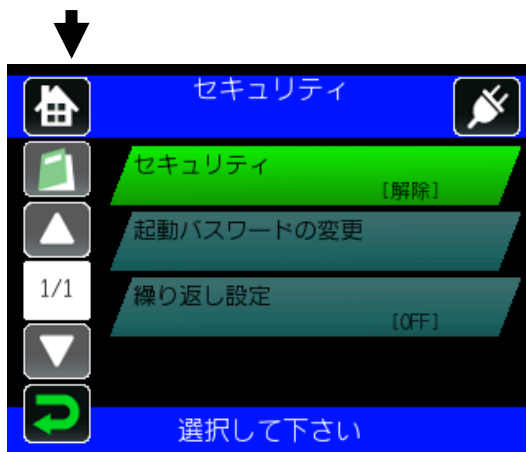 セキュリティ
セキュリティ
[解除]
起動パスワードの変更
1/1
繰り返し設定
[OFF]
選択して下さい